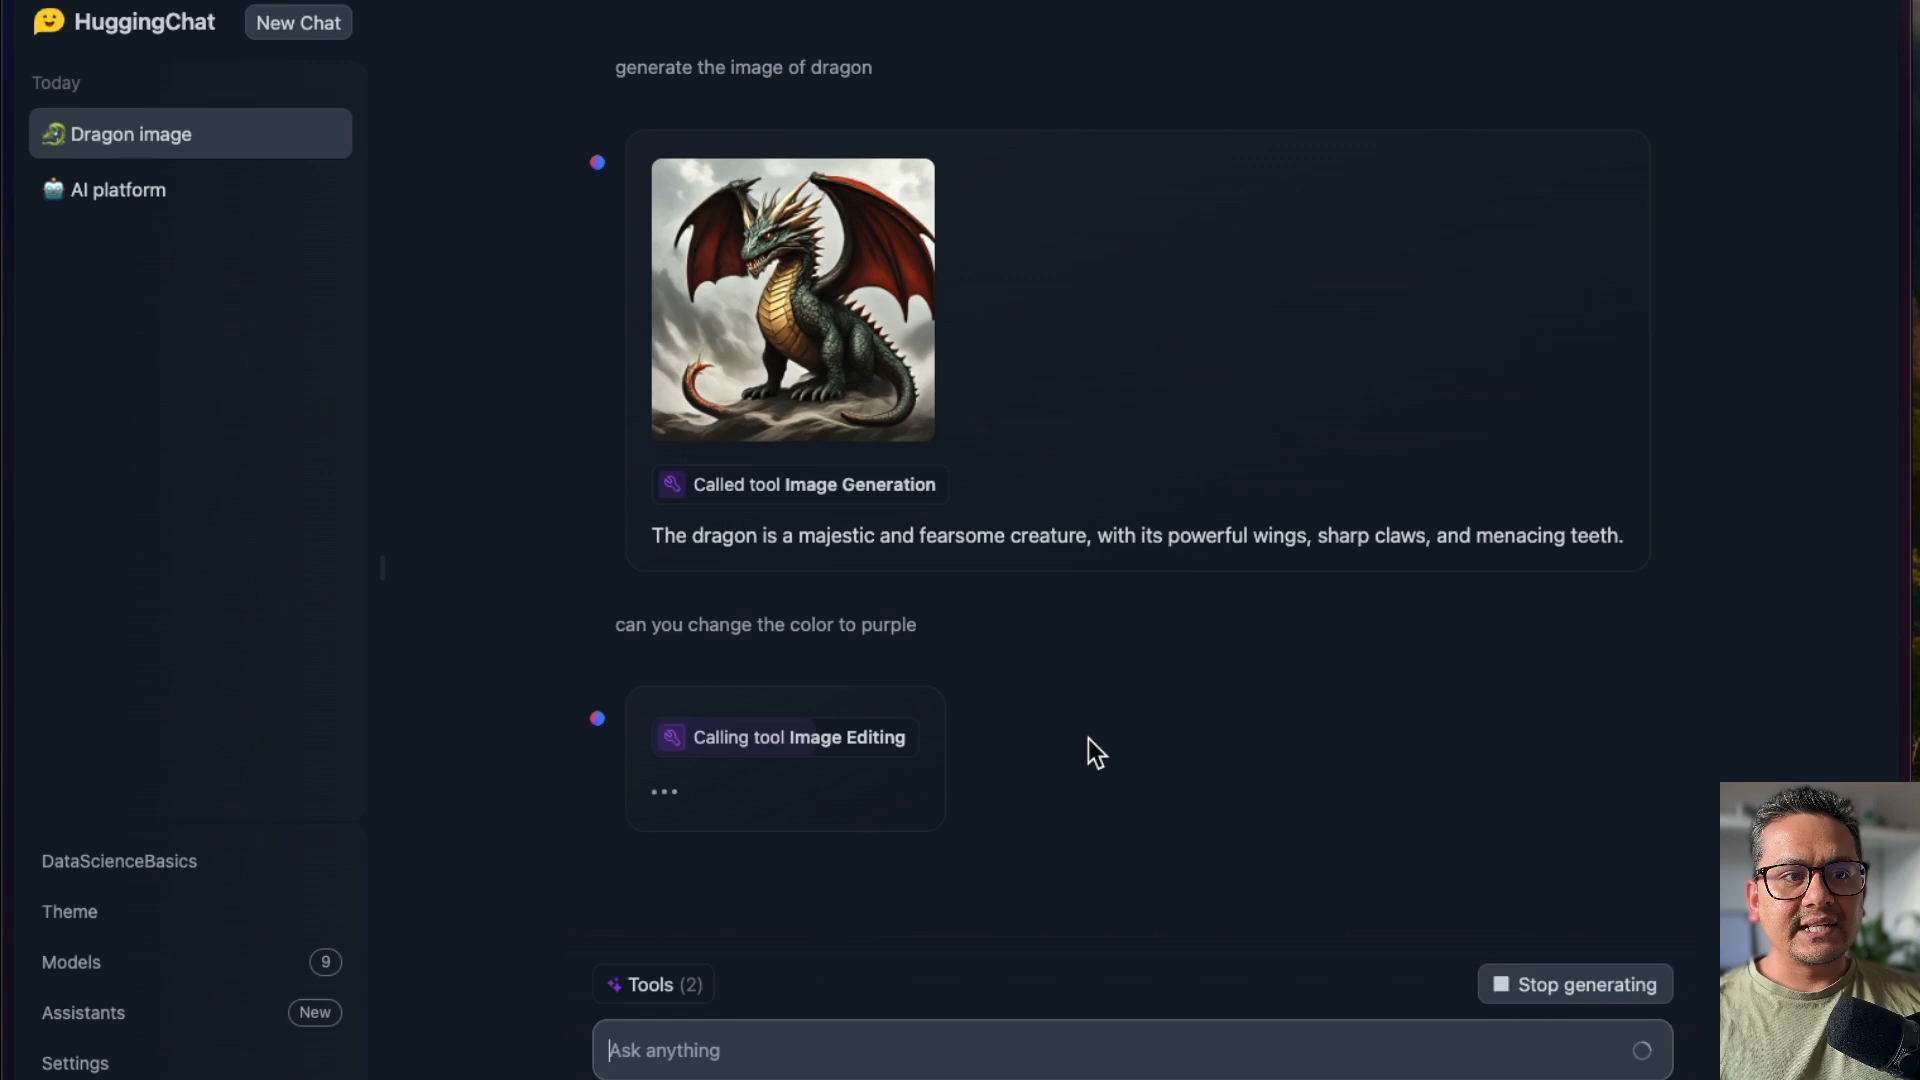 HuggingChat
New Chat
Today
Dragon image
AI platform
DataScienceBasics
Theme
Models 9
Assistants New
Settings
generate the image of dragon
Called tool Image Generation
The dragon is a majestic and fearsome creature, with its powerful wings, sharp claws, and menacing teeth.
can you change the color to purple
Calling tool Image Editing
Tools (2)
Stop generating
Ask anything